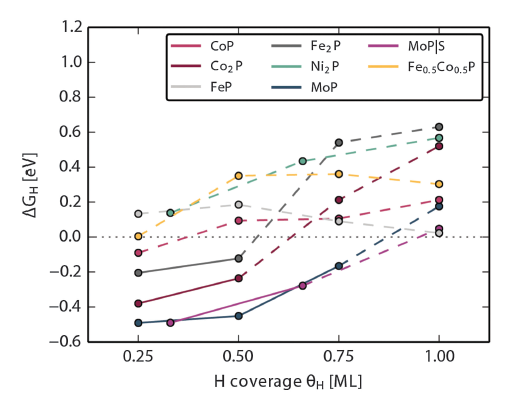 1.2
1.0
0.8
0.6
0.4
0.2
0.0
−0.2
−0.4
−0.6
ΔG_H [eV]
CoP Fe₂P MoP|S
Co₂P Ni₂P Fe₀.₅Co₀.₅P
FeP MoP
0.25 0.50 0.75 1.00
H coverage θ_H [ML]